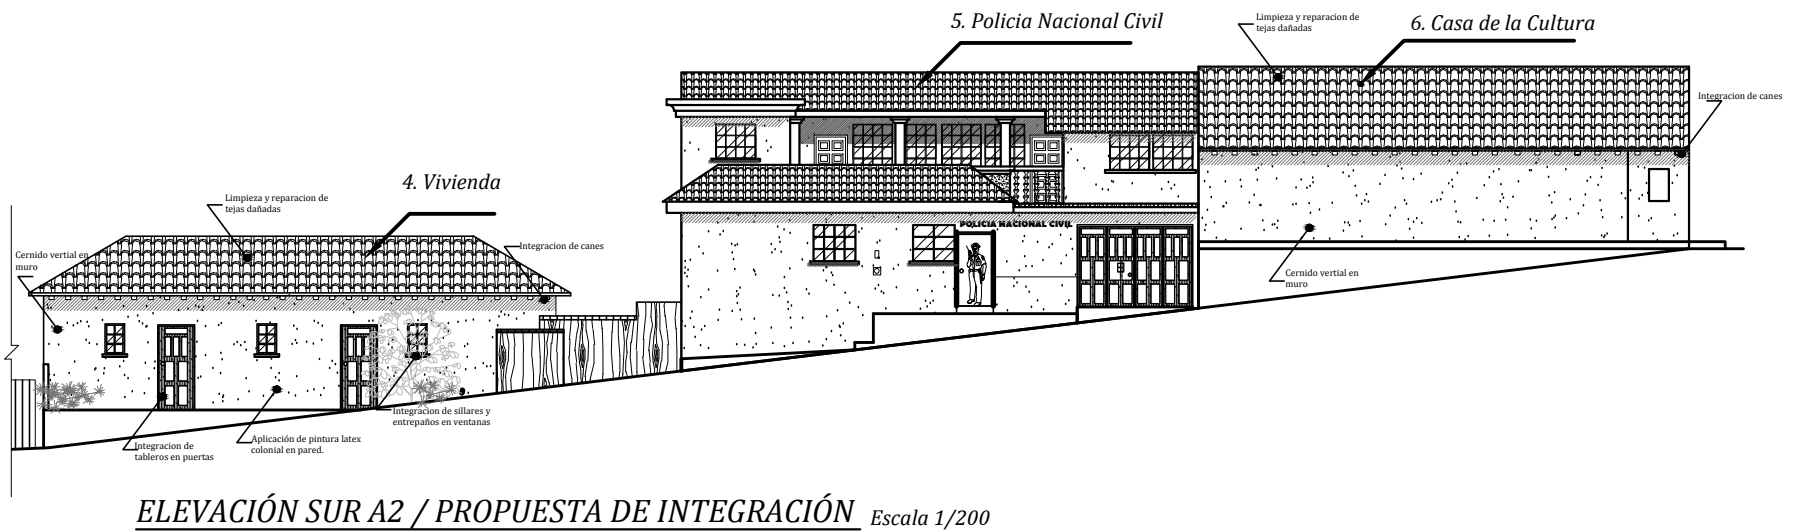 5. Policia Nacional Civil
Limpieza y reparacion de
tejas dañadas
6. Casa de la Cultura
Integracion de canes
4. Vivienda
Limpieza y reparacion de
tejas dañadas
Integracion de canes
Cernido vertial en
muro
POLICIA NACIONAL CIVIL
Cernido vertial en
muro
Integracion de sillares y
entrepaños en ventanas
Integracion de
tableros en puertas
Aplicación de pintura latex
colonial en pared.
ELEVACIÓN SUR A2 / PROPUESTA DE INTEGRACIÓN Escala 1/200